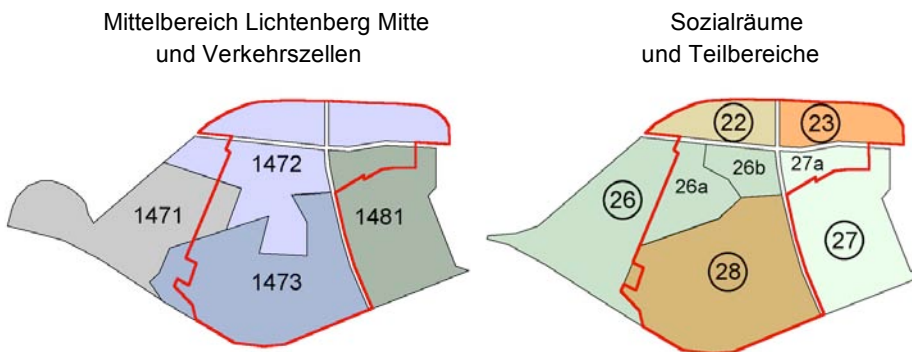 Mittelbereich Lichtenberg Mitte
und Verkehrszellen
1472
1471
1481
1473
Sozialräume
und Teilbereiche
22
23
26b
27a
26a
26
27
28